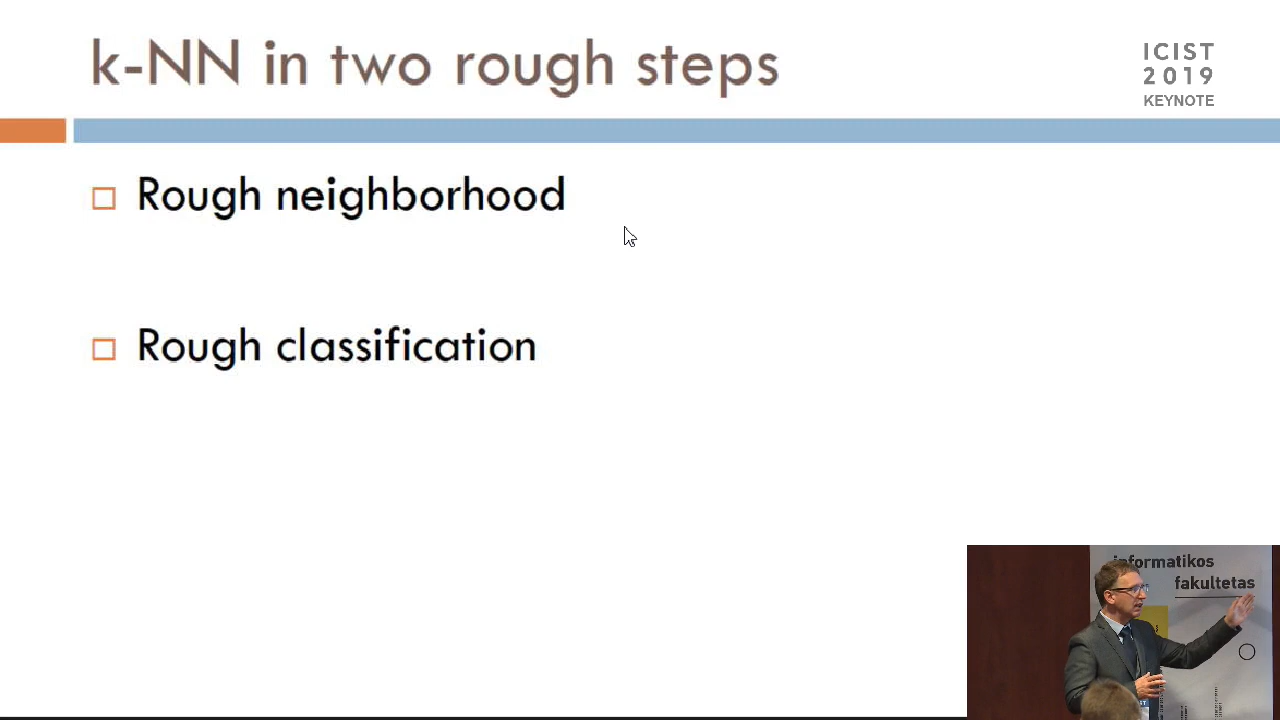 k-NN in two rough steps
ICIST
2019
KEYNOTE
Rough neighborhood
Rough classification
informatikos
fakultetas